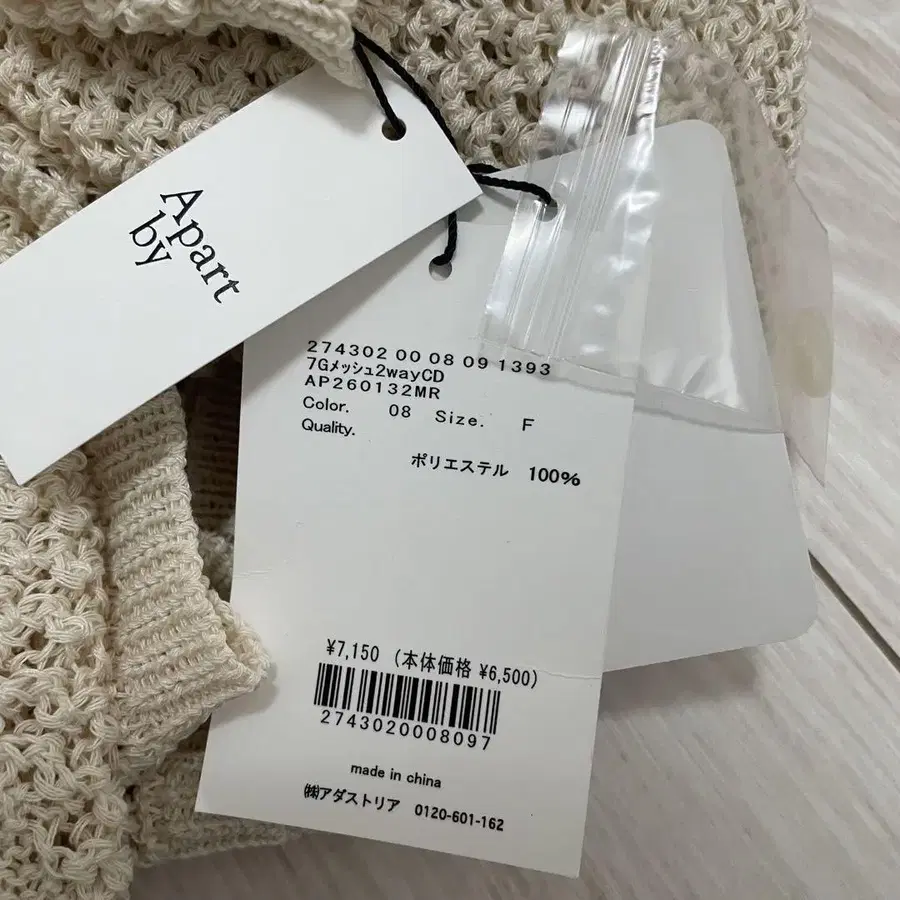 Apart
by
274302 00 08 09 1393
7Gメッシュ2wayCD
AP260132MR
Color. 08 Size. F
Quality.
ポリエステル 100%
¥7,150 (本体価格 ¥6,500)
2743020008097
made in china
㈱アダストリア 0120-601-162